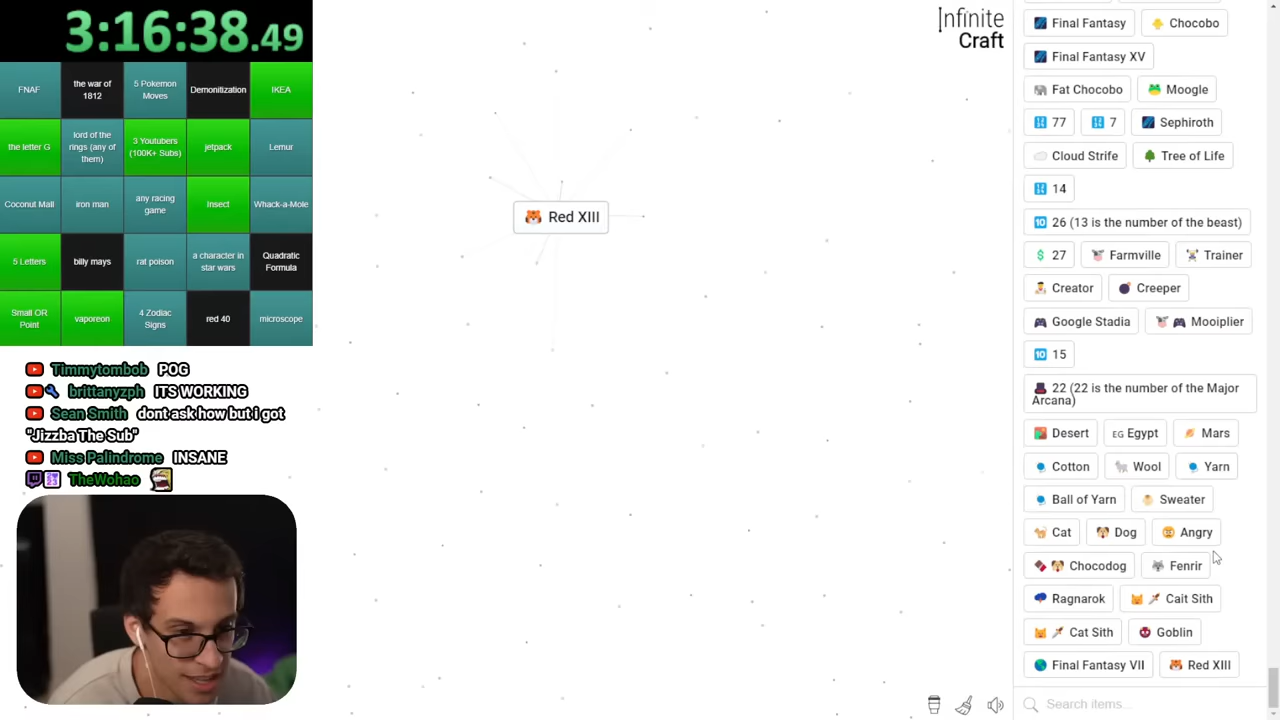 3:16:38.49
FNAF
the war of
1812
5 Pokemon
Moves
Demonitization
IKEA
the letter G
lord of the
rings (any of
them)
3 Youtubers
(100K+ Subs)
jetpack
Lemur
Coconut Mall
iron man
any racing
game
Insect
Whack-a-Mole
5 Letters
billy mays
rat poison
a character in
star wars
Quadratic
Formula
Small OR
Point
vaporeon
4 Zodiac
Signs
red 40
microscope
Timmytombob POG
brittanyzph ITS WORKING
Sean Smith dont ask how but i got
"Jizzba The Sub"
Miss Palindrome INSANE
TheWohao
Red XIII
Infinite
Craft
Final Fantasy
Chocobo
Final Fantasy XV
Fat Chocobo
Moogle
77
7
Sephiroth
Cloud Strife
Tree of Life
14
26 (13 is the number of the beast)
27
Farmville
Trainer
Creator
Creeper
Google Stadia
Mooiplier
15
22 (22 is the number of the Major
Arcana)
Desert
EG Egypt
Mars
Cotton
Wool
Yarn
Ball of Yarn
Sweater
Cat
Dog
Angry
Chocodog
Fenrir
Ragnarok
Cait Sith
Cat Sith
Goblin
Final Fantasy VII
Red XIII
Search items...